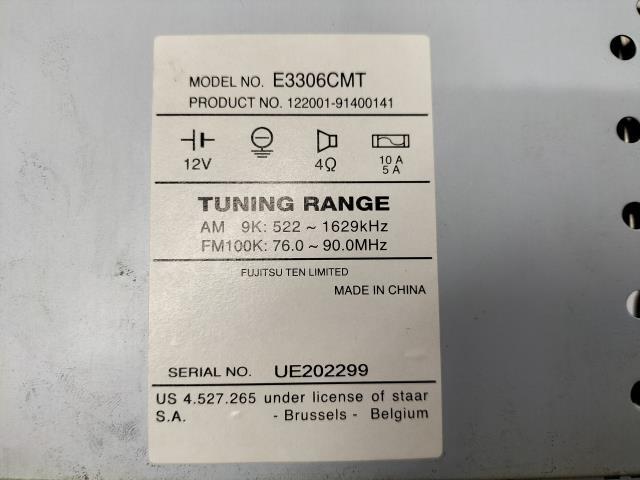 MODEL NO. E3306CMT
PRODUCT NO. 122001-91400141
12V
4Ω
10 A
5 A
TUNING RANGE
AM 9K: 522 ~ 1629kHz
FM100K: 76.0 ~ 90.0MHz
FUJITSU TEN LIMITED
MADE IN CHINA
SERIAL NO. UE202299
US 4.527.265 under license of staar
S.A. - Brussels - Belgium